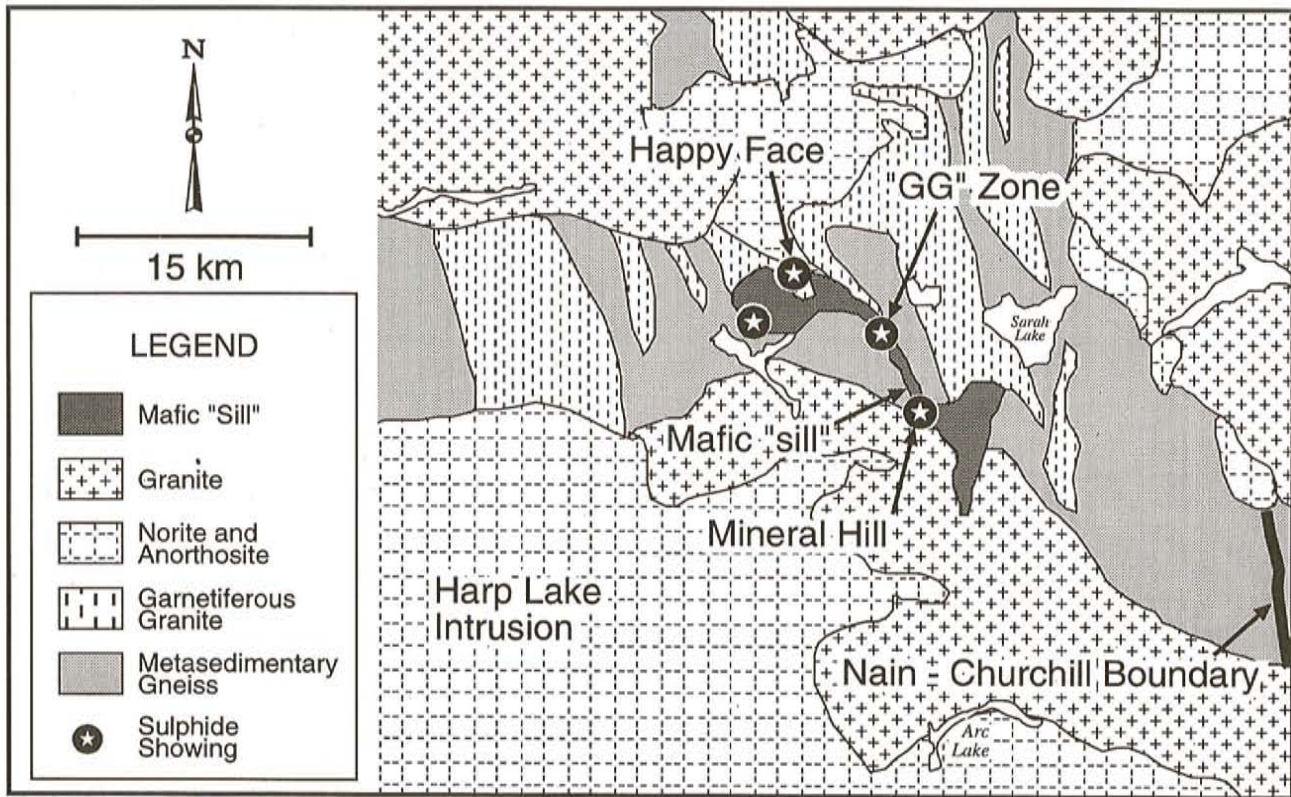 N
15 km
LEGEND
Mafic "Sill"
Granite
Norite and
Anorthosite
Garnetiferous
Granite
Metasedimentary
Gneiss
Sulphide
Showing
Happy Face
"GG" Zone
Sarah
Lake
Mafic "sill"
Mineral Hill
Harp Lake
Intrusion
Nain - Churchill Boundary
Arc
Lake